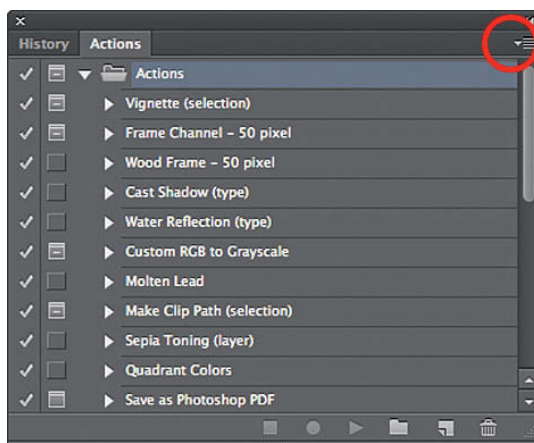 History Actions
Actions
Vignette (selection)
Frame Channel – 50 pixel
Wood Frame – 50 pixel
Cast Shadow (type)
Water Reflection (type)
Custom RGB to Grayscale
Molten Lead
Make Clip Path (selection)
Sepia Toning (layer)
Quadrant Colors
Save as Photoshop PDF